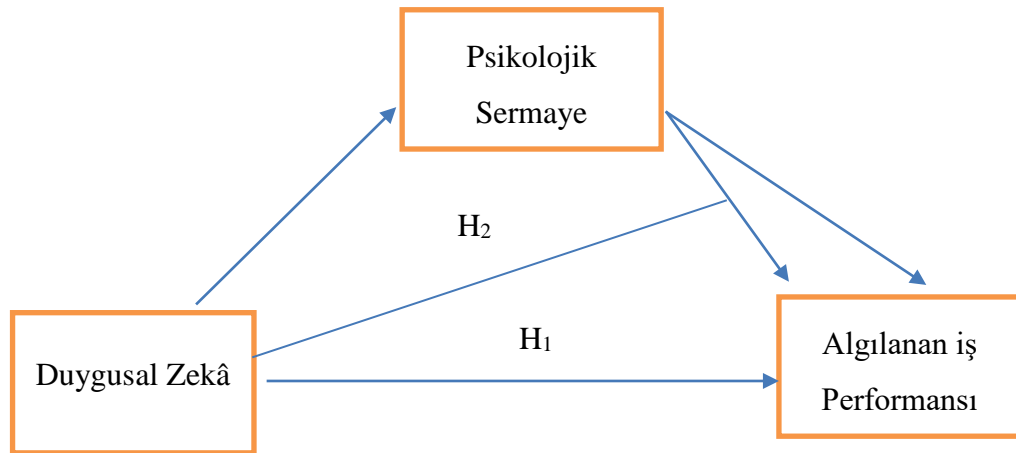 Psikolojik
Sermaye
H₂
H₁
Duygusal Zekâ
Algılanan iş
Performansı